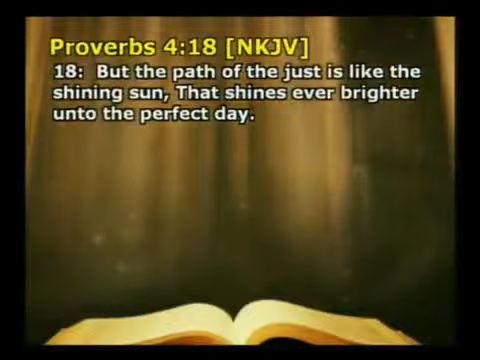 Proverbs 4:18 [NKJV]
18: But the path of the just is like the
shining sun, That shines ever brighter
unto the perfect day.